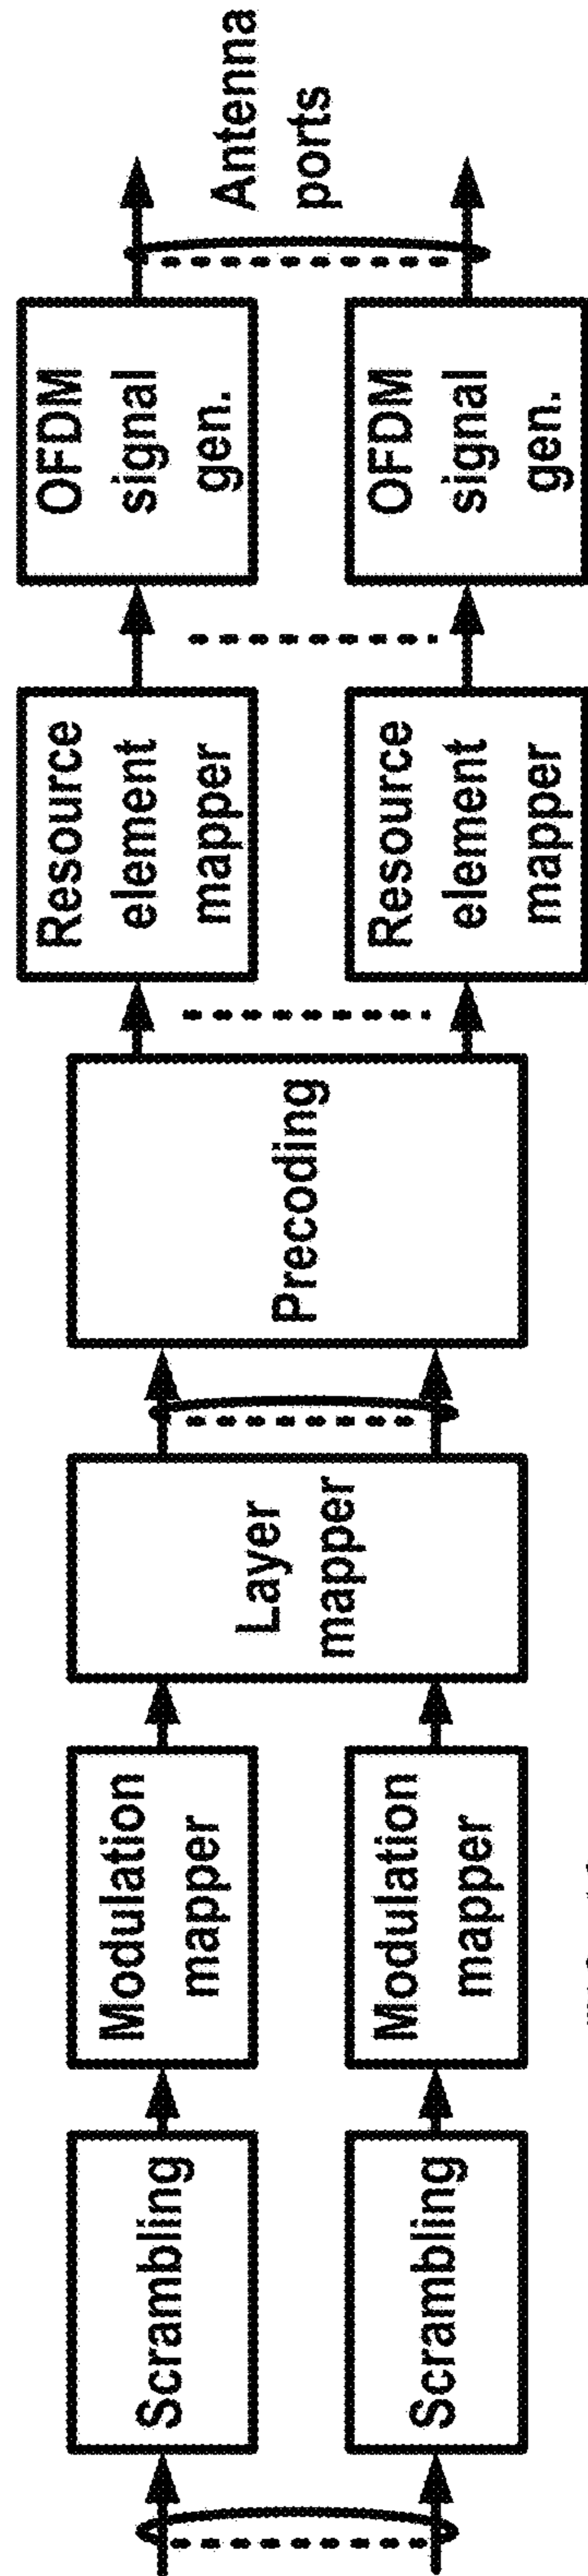 Scrambling
Modulation
mapper
Scrambling
Modulation
mapper
Layer
mapper
Precoding
Resource
element
mapper
OFDM
signal
gen.
Resource
element
mapper
OFDM
signal
gen.
Antenna
ports